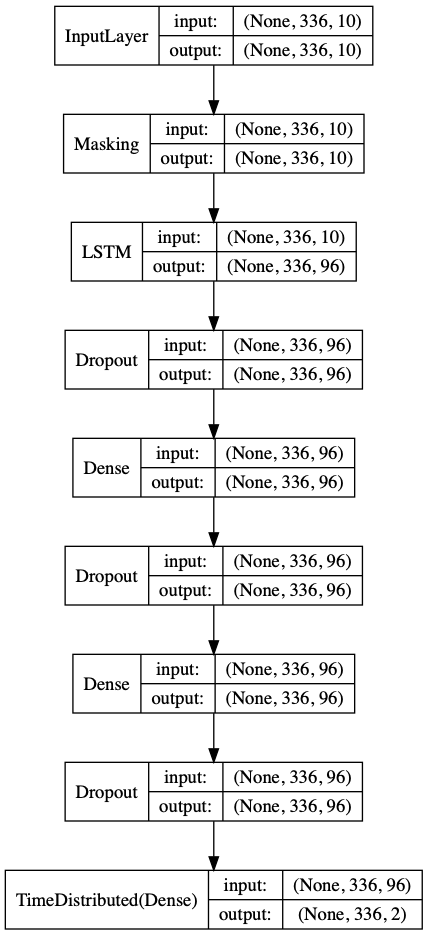 InputLayer
input: (None, 336, 10)
output: (None, 336, 10)
Masking
input: (None, 336, 10)
output: (None, 336, 10)
LSTM
input: (None, 336, 10)
output: (None, 336, 96)
Dropout
input: (None, 336, 96)
output: (None, 336, 96)
Dense
input: (None, 336, 96)
output: (None, 336, 96)
Dropout
input: (None, 336, 96)
output: (None, 336, 96)
Dense
input: (None, 336, 96)
output: (None, 336, 96)
Dropout
input: (None, 336, 96)
output: (None, 336, 96)
TimeDistributed(Dense)
input: (None, 336, 96)
output: (None, 336, 2)